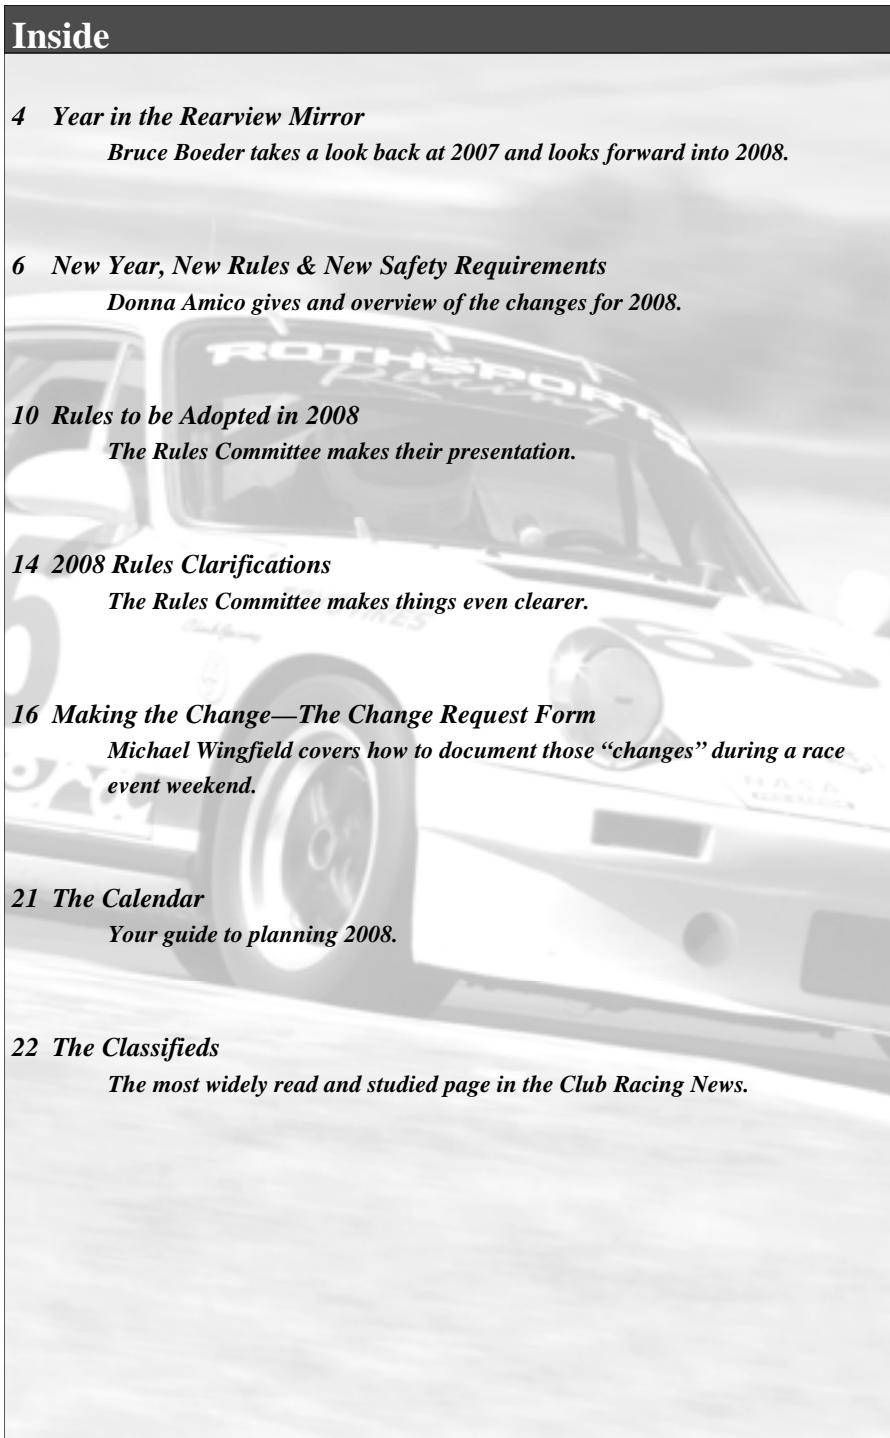 Inside
4 Year in the Rearview Mirror
Bruce Boeder takes a look back at 2007 and looks forward into 2008.
6 New Year, New Rules & New Safety Requirements
Donna Amico gives and overview of the changes for 2008.
ROTHSPORT
Racing
10 Rules to be Adopted in 2008
The Rules Committee makes their presentation.
14 2008 Rules Clarifications
The Rules Committee makes things even clearer.
16 Making the Change—The Change Request Form
Michael Wingfield covers how to document those “changes” during a race
event weekend.
NASA
21 The Calendar
Your guide to planning 2008.
22 The Classifieds
The most widely read and studied page in the Club Racing News.